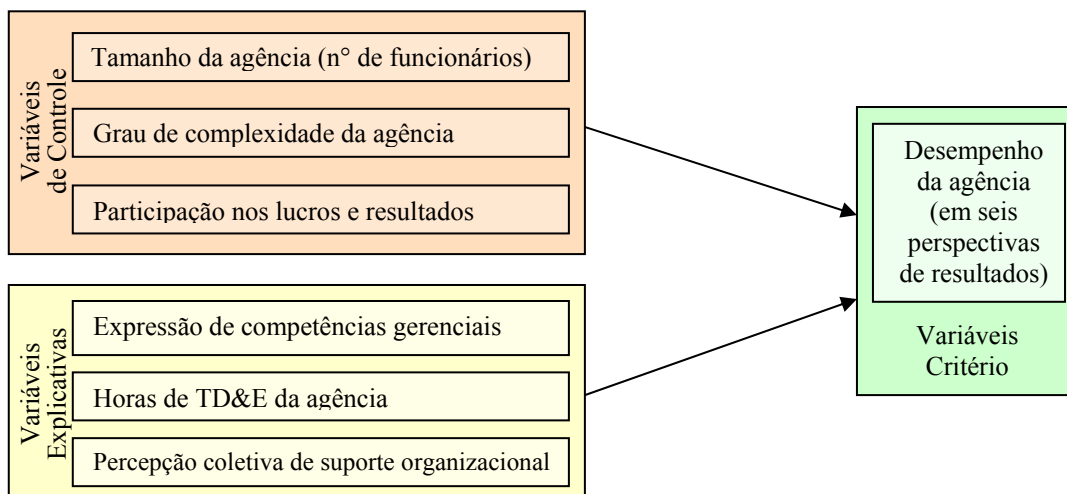 Variáveis
de Controle
Tamanho da agência (n° de funcionários)
Grau de complexidade da agência
Participação nos lucros e resultados
Variáveis
Explicativas
Expressão de competências gerenciais
Horas de TD&E da agência
Percepção coletiva de suporte organizacional
Desempenho
da agência
(em seis
perspectivas
de resultados)
Variáveis
Critério